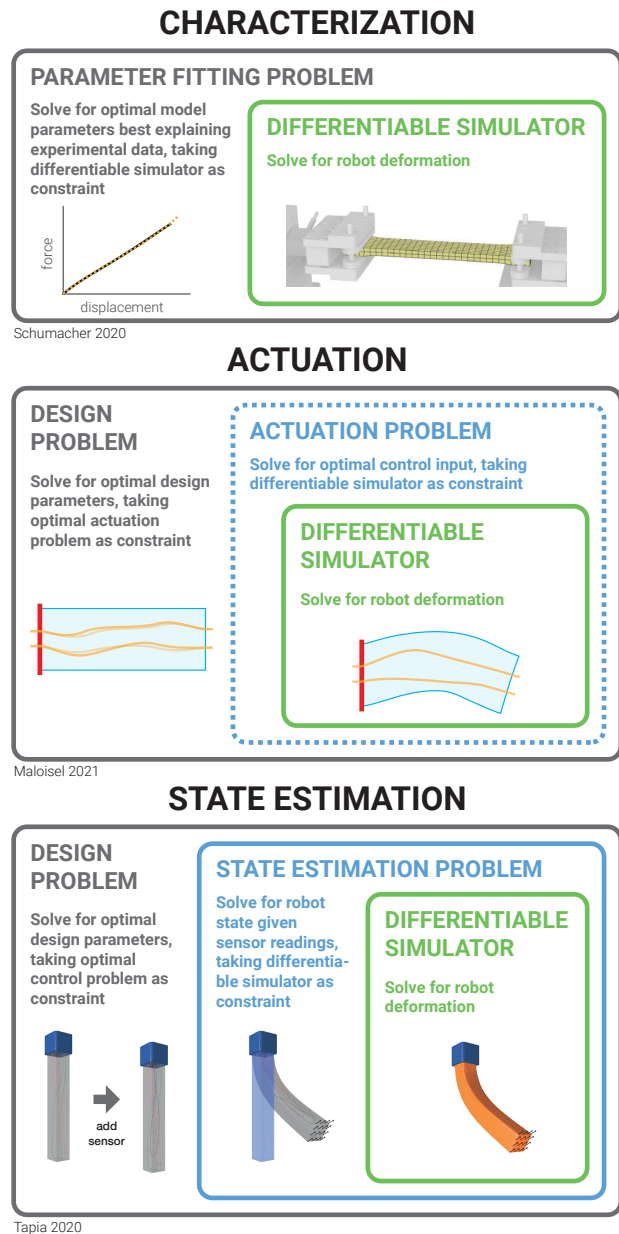 CHARACTERIZATION
PARAMETER FITTING PROBLEM
Solve for optimal model
parameters best explaining
experimental data, taking
differentiable simulator as
constraint
force
displacement
DIFFERENTIABLE SIMULATOR
Solve for robot deformation
Schumacher 2020
ACTUATION
DESIGN
PROBLEM
Solve for optimal design
parameters, taking
optimal actuation
problem as constraint
ACTUATION PROBLEM
Solve for optimal control input, taking
differentiable simulator as constraint
DIFFERENTIABLE
SIMULATOR
Solve for robot deformation
Maloisel 2021
STATE ESTIMATION
DESIGN
PROBLEM
Solve for optimal
design parameters,
taking optimal
control problem as
constraint
add
sensor
STATE ESTIMATION PROBLEM
Solve for robot
state given
sensor readings,
taking differentia-
ble simulator as
constraint
DIFFERENTIABLE
SIMULATOR
Solve for robot
deformation
Tapia 2020